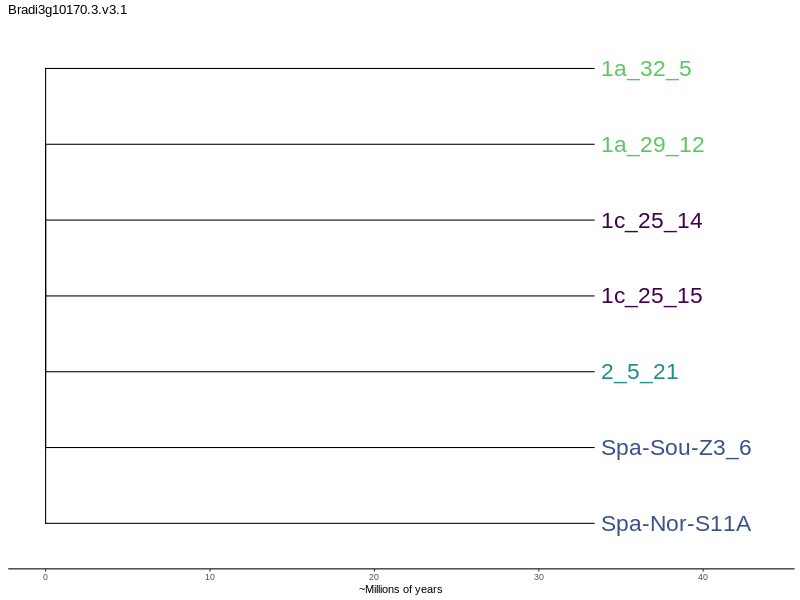 Bradi3g10170.3.v3.1
1a_32_5
1a_29_12
1c_25_14
1c_25_15
2_5_21
Spa-Sou-Z3_6
Spa-Nor-S11A
0 10 20 30 40
~Millions of years